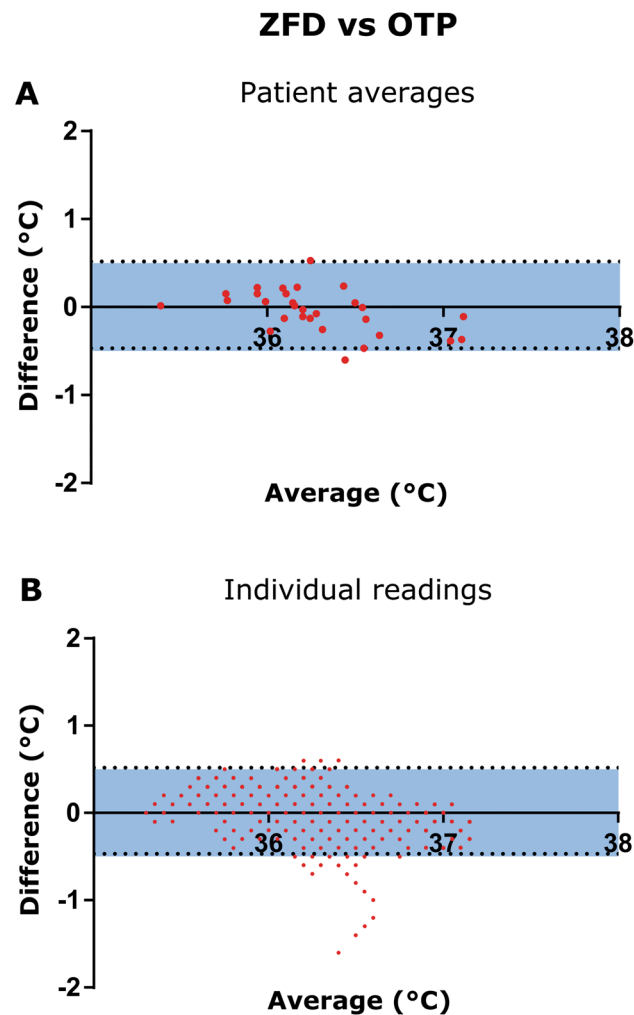 ZFD vs OTP
A
Patient averages
2
1
0
-1
-2
36
37
38
Difference (°C)
Average (°C)
B
Individual readings
2
1
0
-1
-2
36
37
38
Difference (°C)
Average (°C)